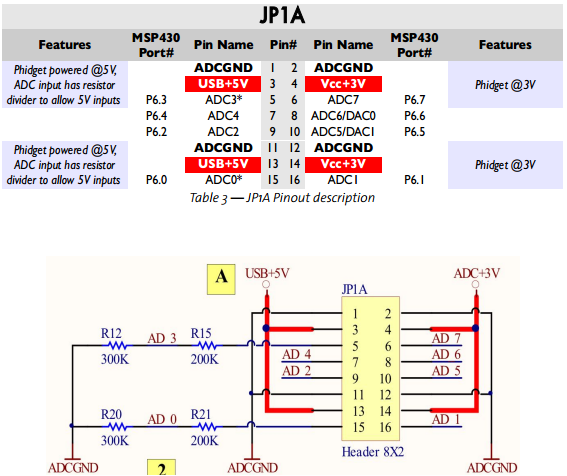 JP1A
Features MSP430 Port# Pin Name Pin# Pin Name MSP430 Port# Features
Phidget powered @5V, ADCGND 1 2 ADCGND
ADC input has resistor USB+5V 3 4 Vcc+3V Phidget @3V
divider to allow 5V inputs P6.3 ADC3* 5 6 ADC7 P6.7
P6.4 ADC4 7 8 ADC6/DAC0 P6.6
P6.2 ADC2 9 10 ADC5/DAC1 P6.5
Phidget powered @5V, ADCGND 11 12 ADCGND
ADC input has resistor USB+5V 13 14 Vcc+3V Phidget @3V
divider to allow 5V inputs P6.0 ADC0* 15 16 ADC1 P6.1
Table 3 — JP1A Pinout description
A USB+5V ADC+3V
JP1A
1 2
3 4
R12 AD 3 R15 5 6 AD 7
300K 200K AD 4 7 8 AD 6
AD 2 9 10 AD 5
11 12
13 14
R20 AD 0 R21 15 16 AD 1
300K 200K Header 8X2
ADCGND 2 ADCGND ADCGND